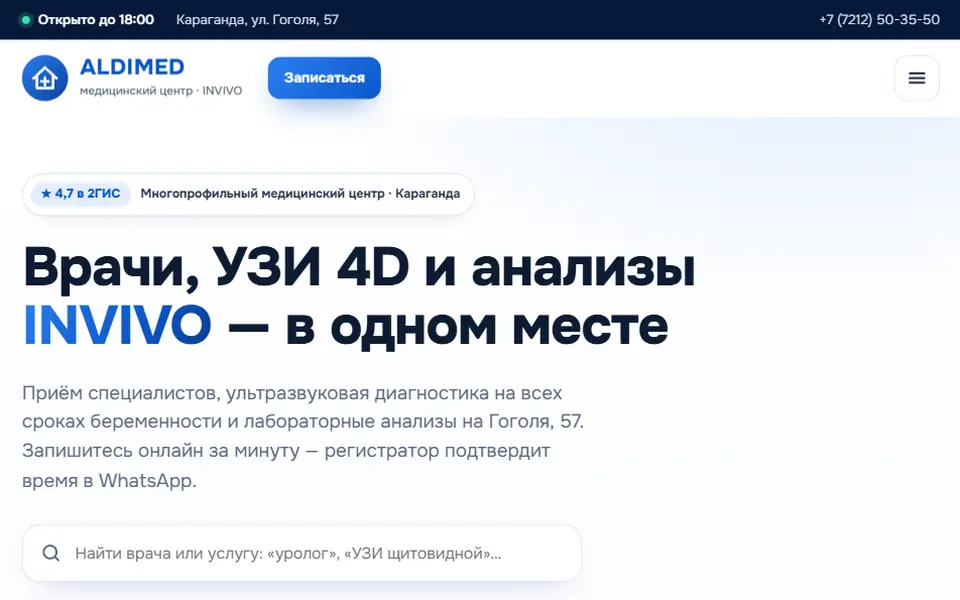 Открыто до 18:00
Караганда, ул. Гоголя, 57
+7 (7212) 50-35-50
ALDIMED
медицинский центр · INVIVO
Записаться
★ 4,7 в 2ГИС
Многопрофильный медицинский центр · Караганда
Врачи, УЗИ 4D и анализы
INVIVO — в одном месте
Приём специалистов, ультразвуковая диагностика на всех
сроках беременности и лабораторные анализы на Гоголя, 57.
Запишитесь онлайн за минуту — регистратор подтвердит
время в WhatsApp.
Найти врача или услугу: «уролог», «УЗИ щитовидной»...